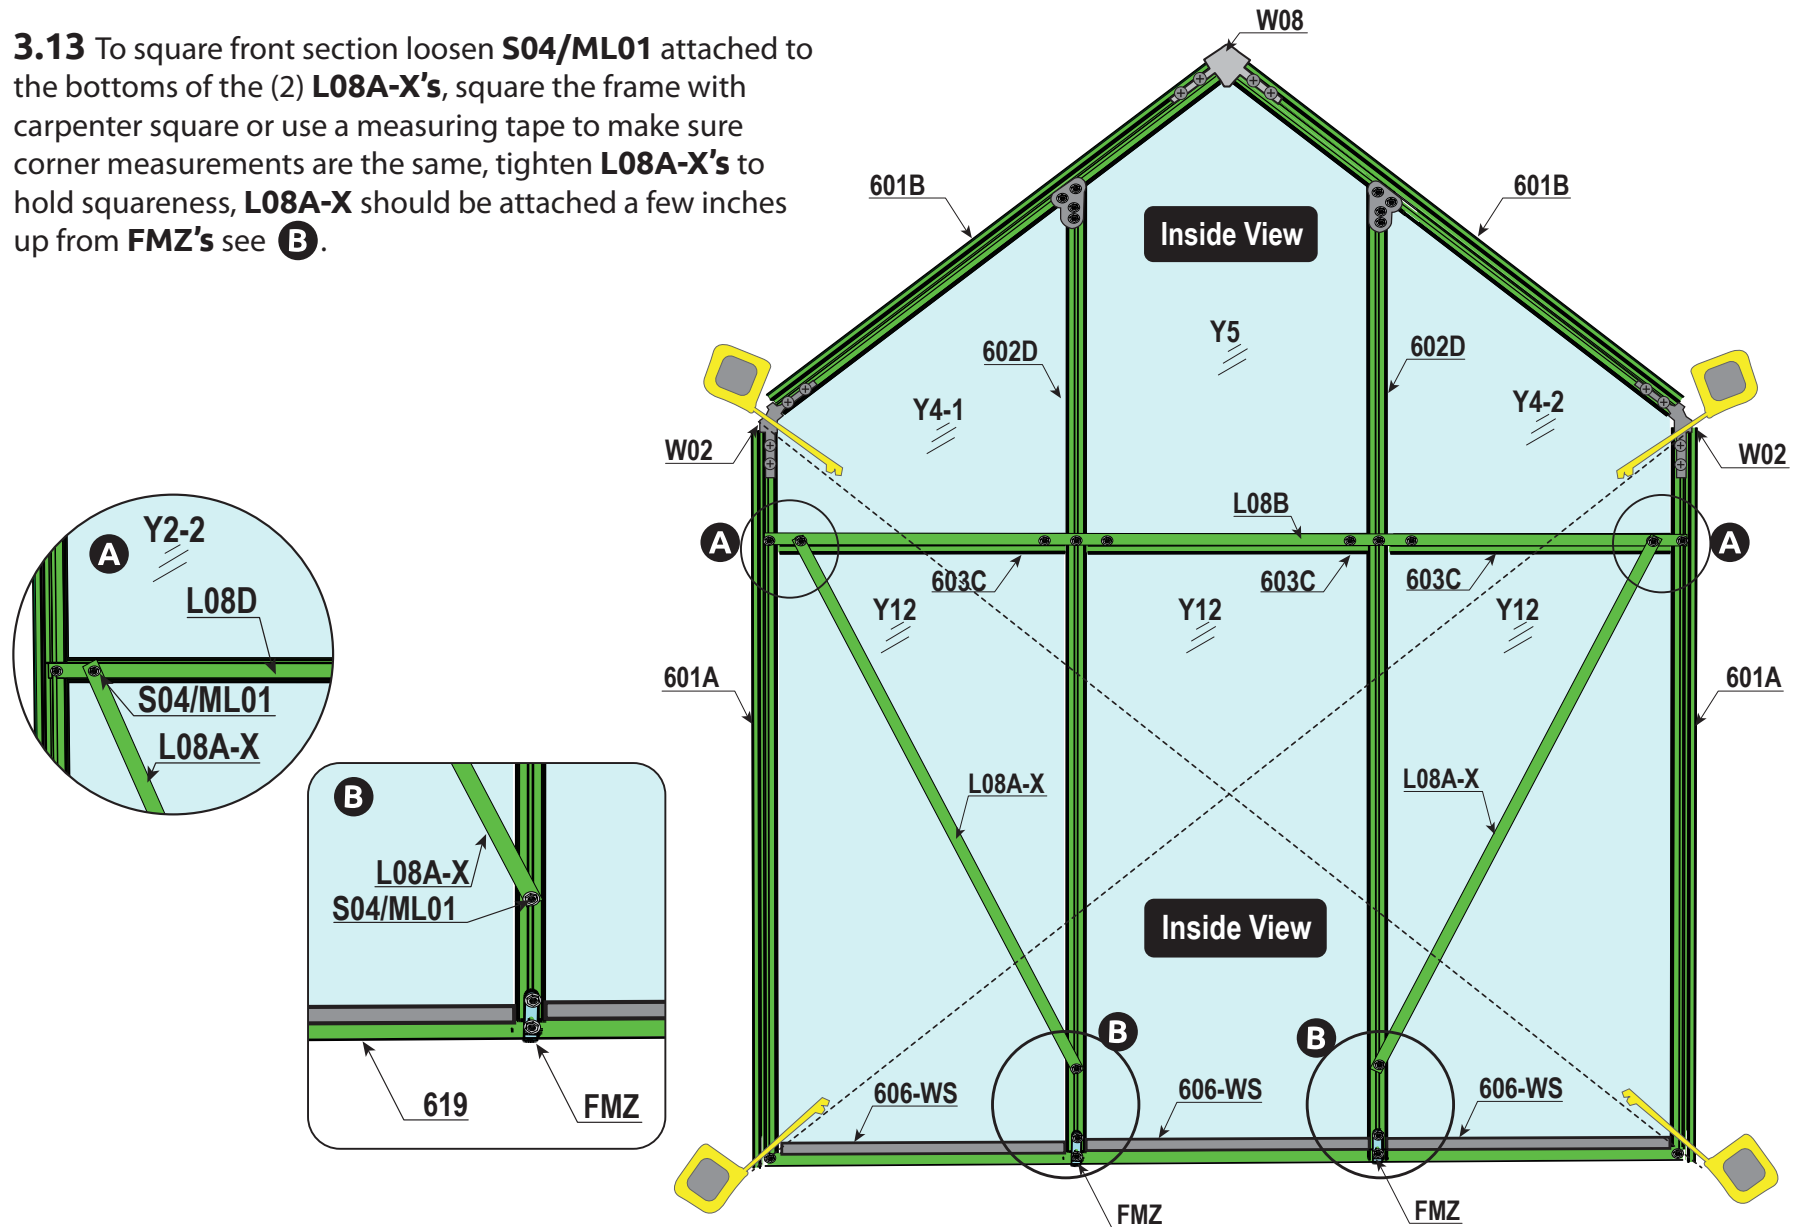 3.13 To square front section loosen S04/ML01 attached to
the bottoms of the (2) L08A-X's, square the frame with
carpenter square or use a measuring tape to make sure
corner measurements are the same, tighten L08A-X's to
hold squareness, L08A-X should be attached a few inches
up from FMZ's see B.
W08
601B
601B
Inside View
Y5
602D
602D
Y4-1
Y4-2
W02
W02
L08B
A
A
603C
603C
603C
Y12
Y12
Y12
601A
601A
L08A-X
L08A-X
Inside View
B
B
606-WS
606-WS
606-WS
FMZ
FMZ
A
Y2-2
L08D
S04/ML01
L08A-X
B
L08A-X
S04/ML01
619
FMZ